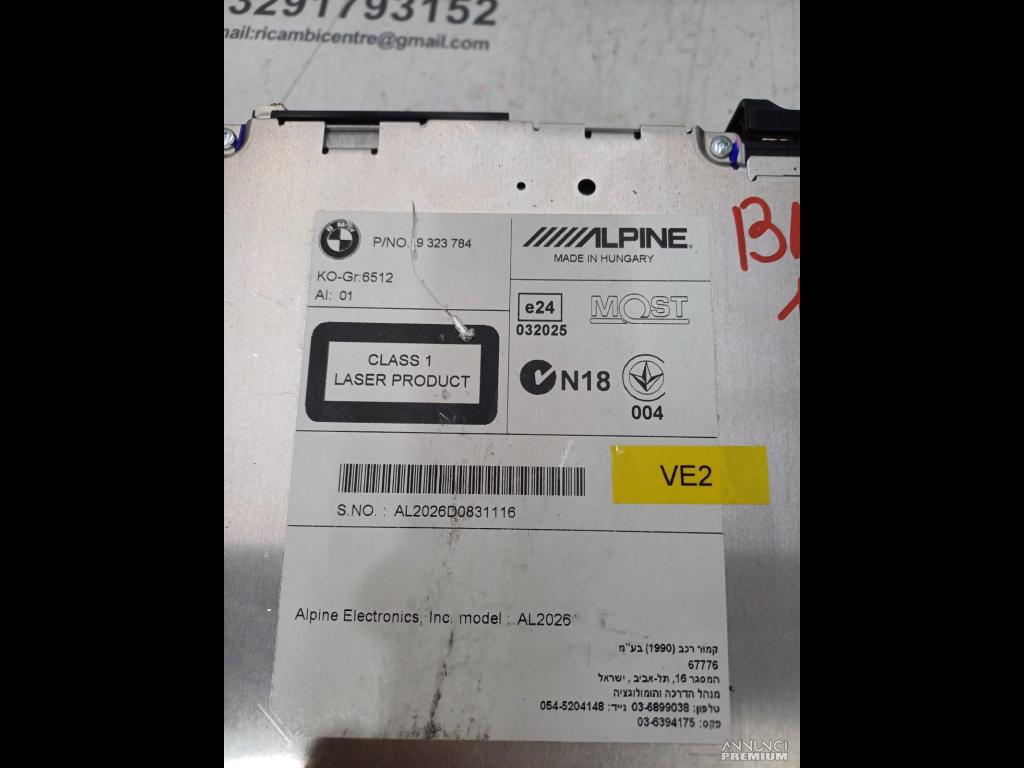 3291793152
mail:ricambicentre@gmail.com
BMW
P/NO. 9 323 784
KO-Gr:6512
AI: 01
ALPINE
MADE IN HUNGARY
e24
032025
MOST
CLASS 1
LASER PRODUCT
N18
004
VE2
S.NO. : AL2026D0831116
Alpine Electronics, Inc. model : AL2026
קמור רכב (1990) בע"מ
67776
המסגר 16, תל-אביב, ישראל
מנהל הדרכה והומולוגציה
טלפון: 03-6899038 נייד: 054-5204148
פקס: 03-6394175
ANNUNCI
PREMIUM